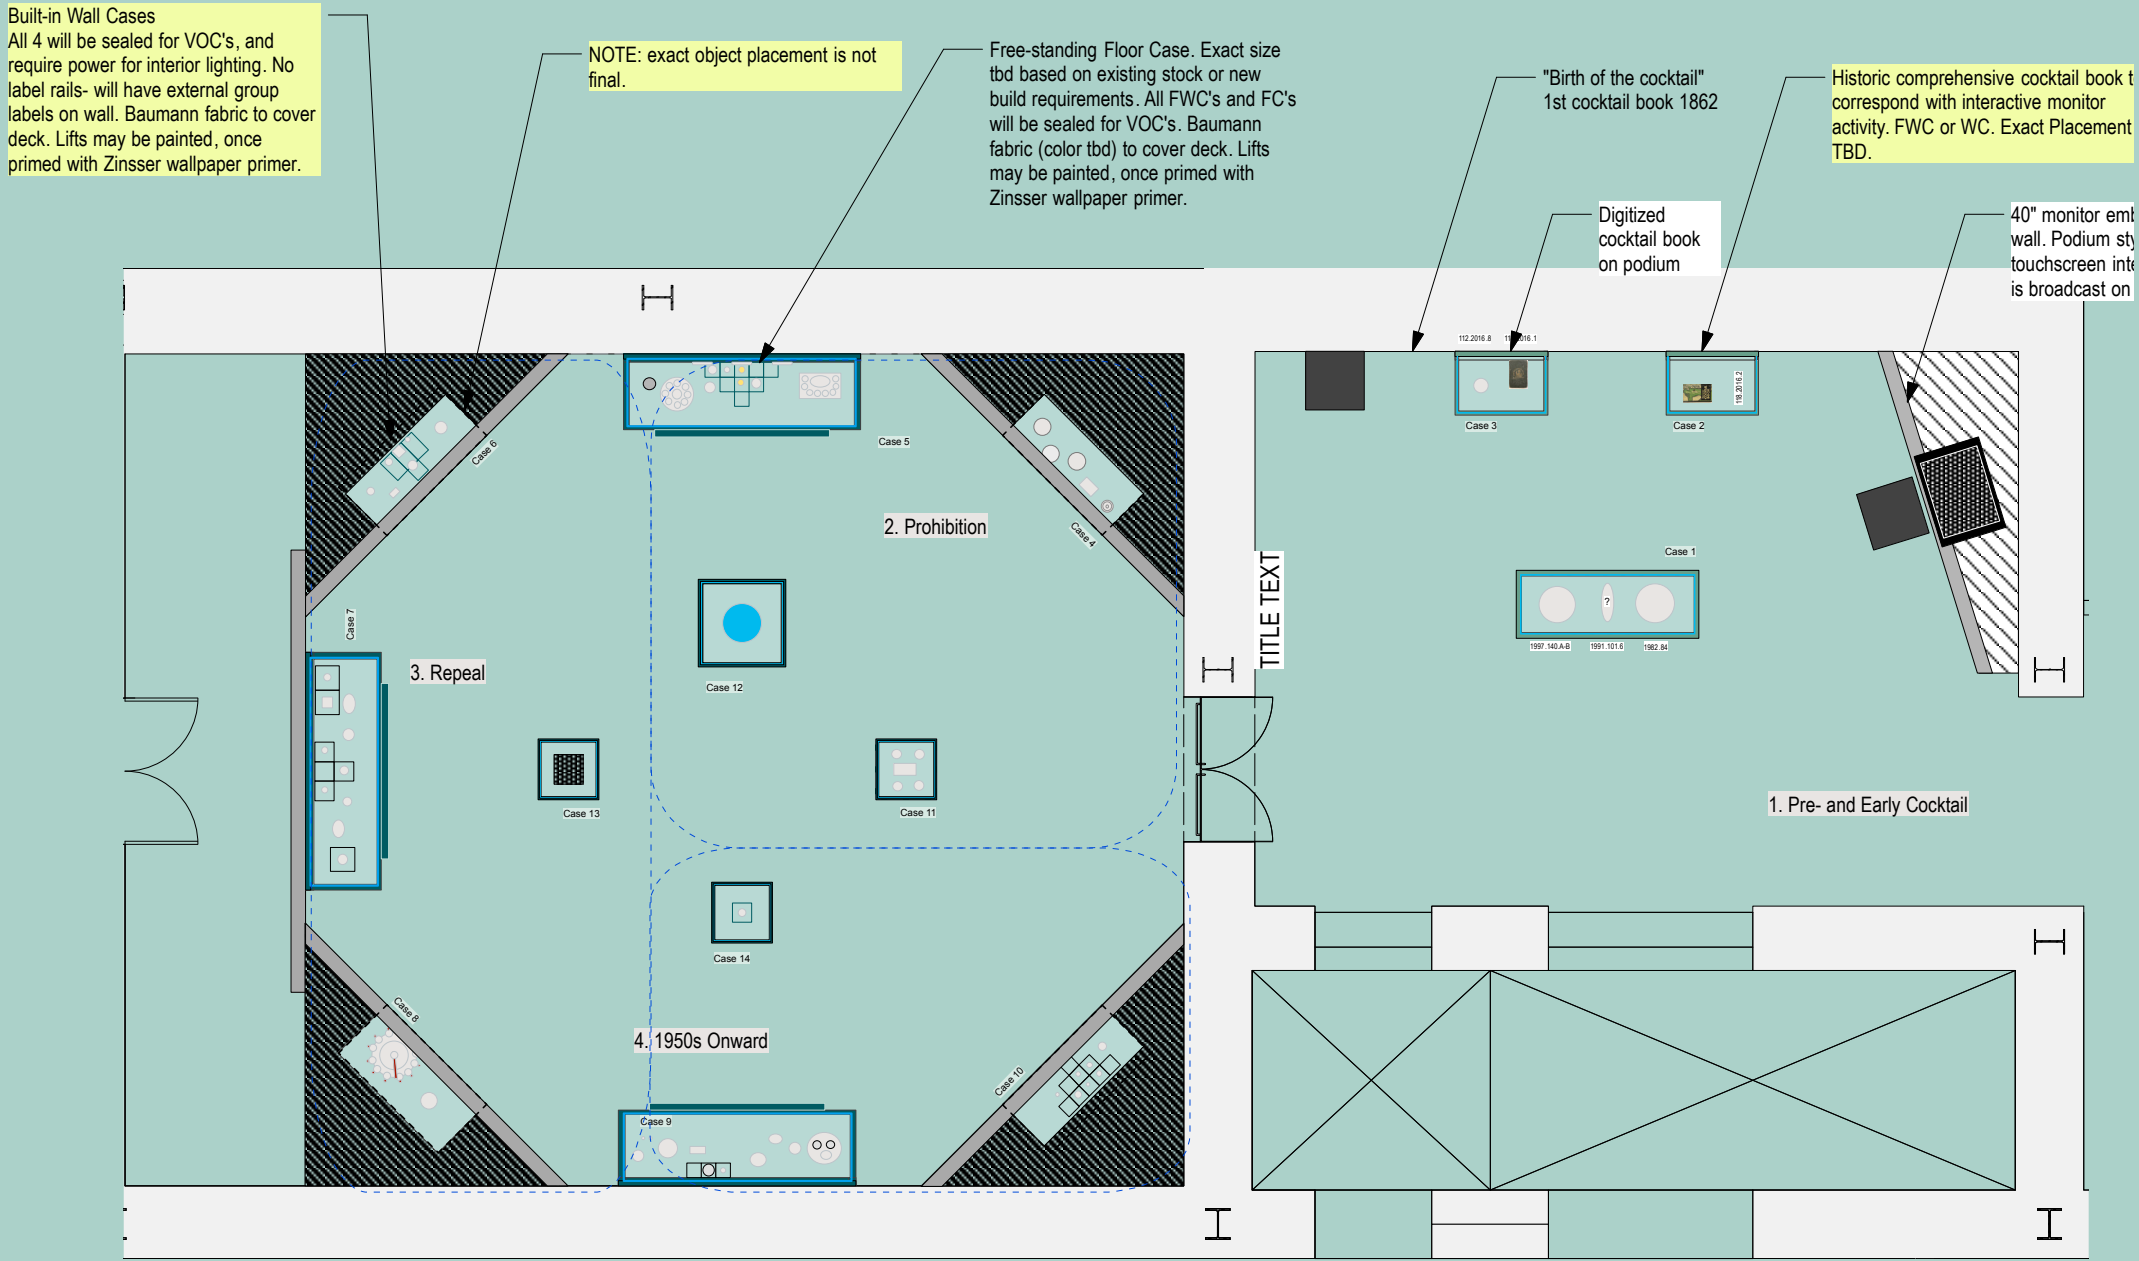 Built-in Wall Cases
All 4 will be sealed for VOC's, and
require power for interior lighting. No
label rails- will have external group
labels on wall. Baumann fabric to cover
deck. Lifts may be painted, once
primed with Zinsser wallpaper primer.
NOTE: exact object placement is not
final.
Free-standing Floor Case. Exact size
tbd based on existing stock or new
build requirements. All FWC's and FC's
will be sealed for VOC's. Baumann
fabric (color tbd) to cover deck. Lifts
may be painted, once primed with
Zinsser wallpaper primer.
"Birth of the cocktail"
1st cocktail book 1862
Historic comprehensive cocktail book
correspond with interactive monitor
activity. FWC or WC. Exact Placement
TBD.
Digitized
cocktail book
on podium
40" monitor
wall. Podium
touchscreen
is broadcast on
112.2016.8
118.2016.2
Case 3
Case 2
Case 6
Case 5
Case 4
2. Prohibition
Case 1
?
1997.140.A-B
1991.101.6
1982.84
TITLE TEXT
Case 7
3. Repeal
Case 12
Case 13
Case 11
1. Pre- and Early Cocktail
Case 14
Case 8
4. 1950s Onward
Case 10
Case 9